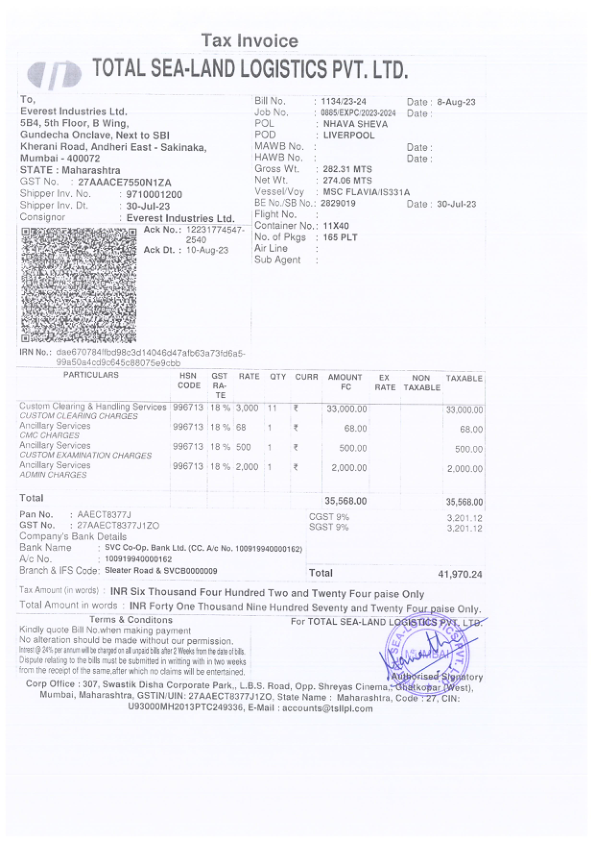 Tax Invoice
TOTAL SEA-LAND LOGISTICS PVT. LTD.
To,
Everest Industries Ltd.
5B4, 5th Floor, B Wing,
Gundecha Onclave, Next to SBI
Kherani Road, Andheri East - Sakinaka,
Mumbai - 400072
STATE : Maharashtra
GST No. : 27AAACE7550N1ZA
Shipper Inv. No. : 9710001200
Shipper Inv. Dt. : 30-Jul-23
Consignor : Everest Industries Ltd.
Bill No. : 1134/23-24 Date : 8-Aug-23
Job No. : 0885/EXPC/2023-2024 Date :
POL : NHAVA SHEVA
POD : LIVERPOOL
MAWB No. : Date :
HAWB No. : Date :
Gross Wt. : 282.31 MTS
Net Wt. : 274.06 MTS
Vessel/Voy : MSC FLAVIA/IS331A
BE No./SB No. : 2829019 Date : 30-Jul-23
Flight No. :
Container No. : 11X40
No. of Pkgs : 165 PLT
Air Line :
Sub Agent :
Ack No.: 12231774547-
2540
Ack Dt. : 10-Aug-23
IRN No.: dae670784ffbd98c3d14046d47afb63a73fd6a5-
99a50a4cd9c645c88075e9cbb
PARTICULARS HSN CODE GST RA-TE RATE QTY CURR AMOUNT FC EX RATE NON TAXABLE TAXABLE
Custom Clearing & Handling Services 996713 18 % 3,000 11 ₹ 33,000.00 33,000.00
CUSTOM CLEARING CHARGES
Ancillary Services 996713 18 % 68 1 ₹ 68.00 68.00
CMC CHARGES
Ancillary Services 996713 18 % 500 1 ₹ 500.00 500.00
CUSTOM EXAMINATION CHARGES
Ancillary Services 996713 18 % 2,000 1 ₹ 2,000.00 2,000.00
ADMIN CHARGES
Total 35,568.00 35,568.00
Pan No. : AAECT8377J
GST No. : 27AAECT8377J1ZO
CGST 9% 3,201.12
SGST 9% 3,201.12
Company's Bank Details
Bank Name : SVC Co-Op. Bank Ltd. (CC. A/c No. 100919940000162)
A/c No. : 100919940000162
Branch & IFS Code: Sleater Road & SVCB0000009
Total 41,970.24
Tax Amount (in words) : INR Six Thousand Four Hundred Two and Twenty Four paise Only
Total Amount in words : INR Forty One Thousand Nine Hundred Seventy and Twenty Four paise Only.
Terms & Conditons
Kindly quote Bill No.when making payment
No alteration should be made without our permission.
Intrest @ 24% per annum will be charged on all unpaid bills after 2 Weeks from the date of bills.
Dispute relating to the bills must be submitted in writing with in two weeks
from the receipt of the same,after which no claims will be entertained.
For TOTAL SEA-LAND LOGISTICS PVT. LTD.
Authorised Signatory
Corp Office : 307, Swastik Disha Corporate Park,, L.B.S. Road, Opp. Shreyas Cinema,, Ghatkopar (West),
Mumbai, Maharashtra, GSTIN/UIN: 27AAECT8377J1ZO, State Name : Maharashtra, Code : 27, CIN:
U93000MH2013PTC249336, E-Mail : accounts@tsllpl.com